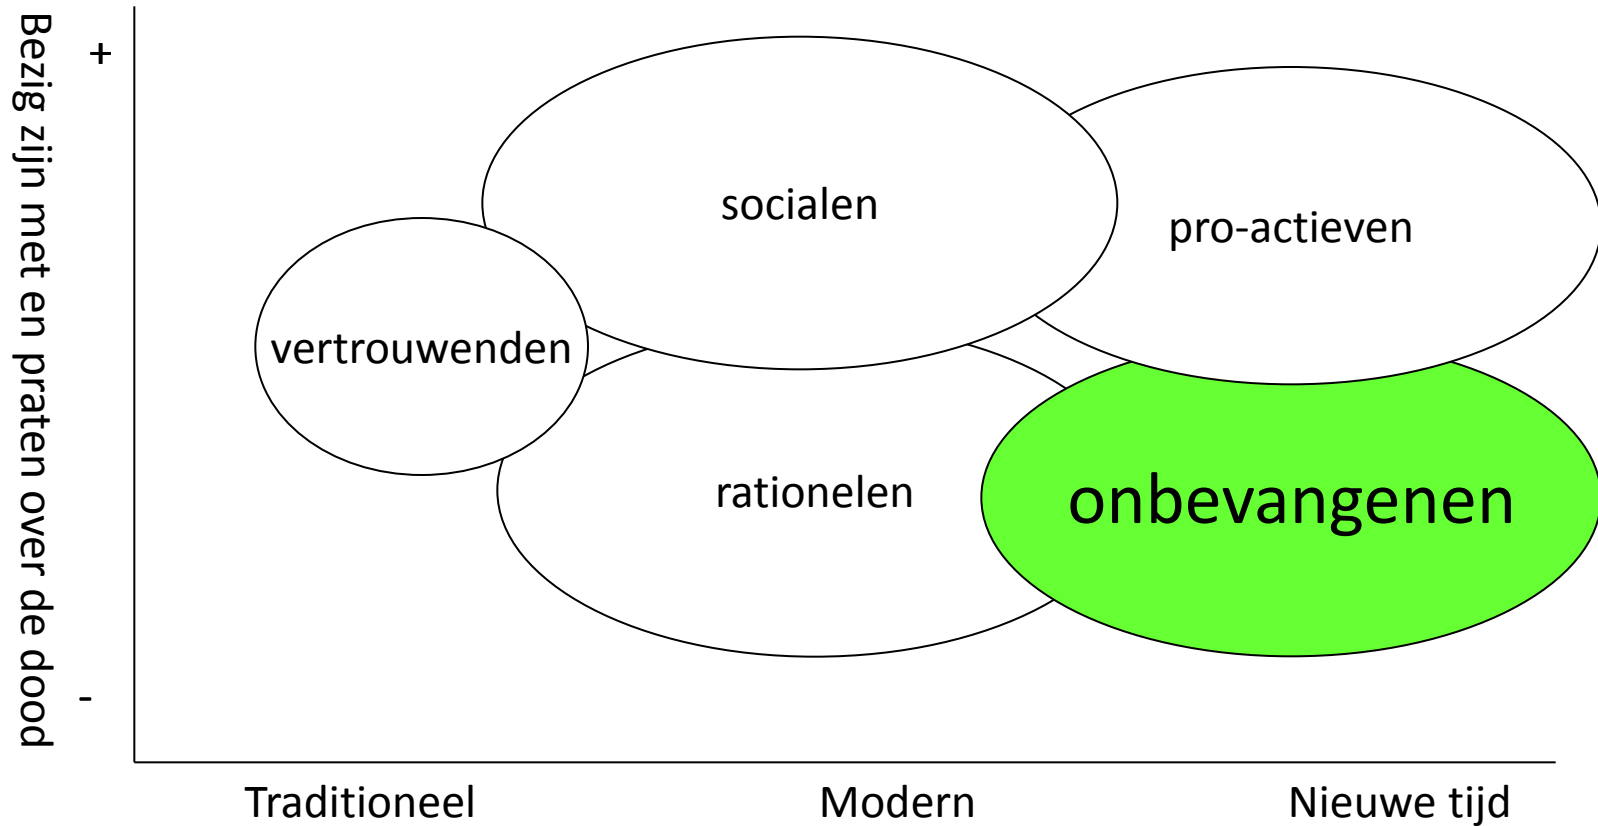 Bezig zijn met en praten over de dood
+
socialen
pro-actieven
vertrouwenden
rationelen
onbevangenen
-
Traditioneel
Modern
Nieuwe tijd